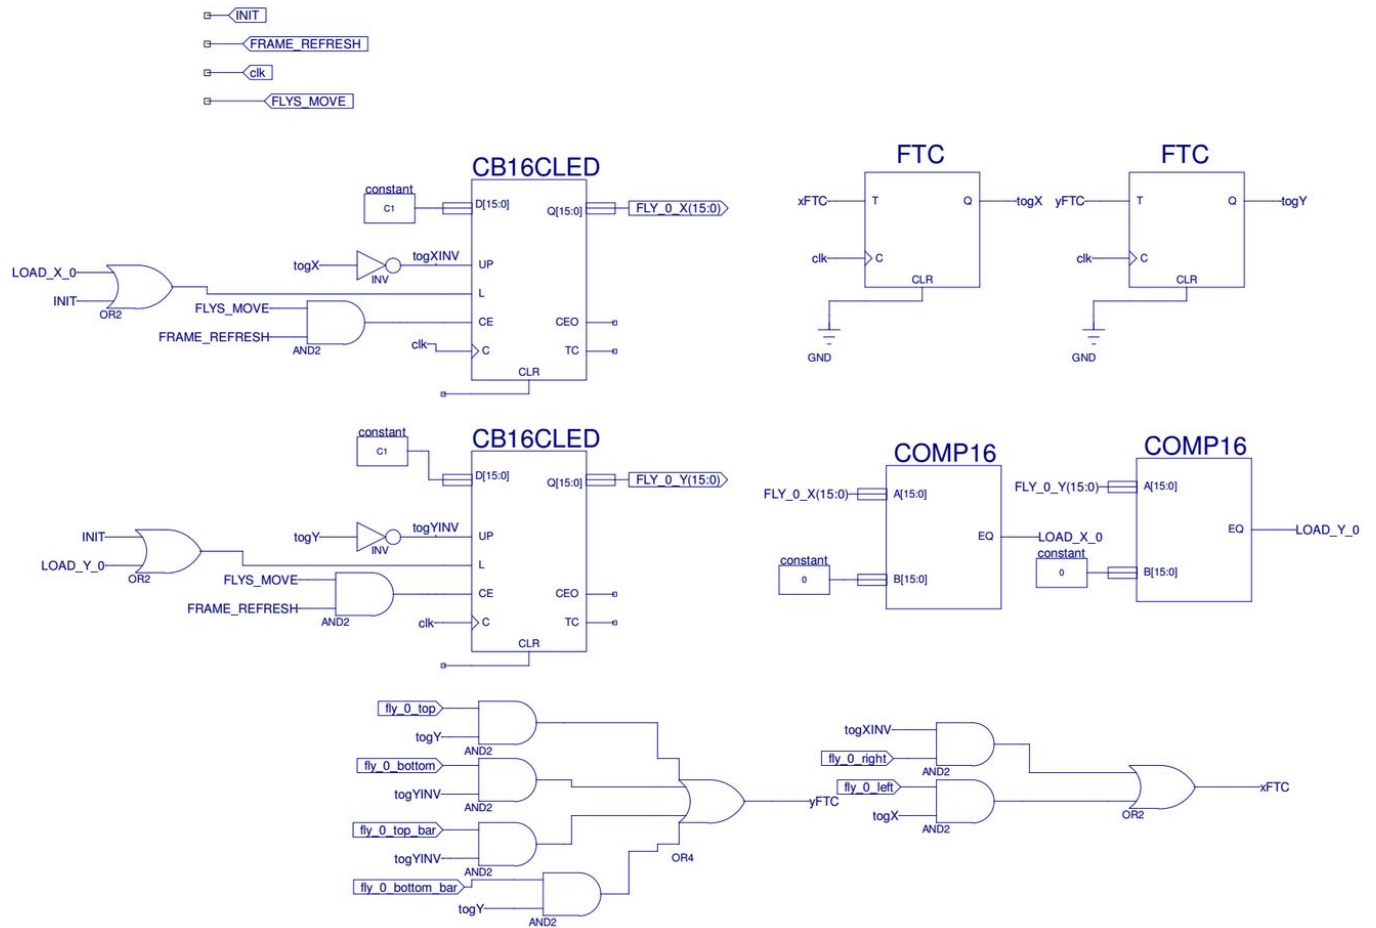 INIT
FRAME_REFRESH
clk
FLYS_MOVE
CB16CLED
constant
C1
D[15:0]
Q[15:0]
FLY_0_X(15:0)
togX
INV
togXINV
UP
LOAD_X_0
INIT
OR2
L
FLYS_MOVE
FRAME_REFRESH
AND2
CE
CEO
clk
C
TC
CLR
FTC
xFTC
T
Q
togX
clk
C
CLR
GND
FTC
yFTC
T
Q
togY
clk
C
CLR
GND
CB16CLED
constant
C1
D[15:0]
Q[15:0]
FLY_0_Y(15:0)
togY
INV
togYINV
UP
INIT
LOAD_Y_0
OR2
L
FLYS_MOVE
FRAME_REFRESH
AND2
CE
CEO
clk
C
TC
CLR
COMP16
FLY_0_X(15:0)
A[15:0]
EQ
LOAD_X_0
constant
0
B[15:0]
COMP16
FLY_0_Y(15:0)
A[15:0]
EQ
LOAD_Y_0
constant
0
B[15:0]
fly_0_top
togY
AND2
fly_0_bottom
togYINV
AND2
fly_0_top_bar
togYINV
AND2
fly_0_bottom_bar
togY
AND2
OR4
yFTC
togXINV
fly_0_right
AND2
fly_0_left
togX
AND2
OR2
xFTC